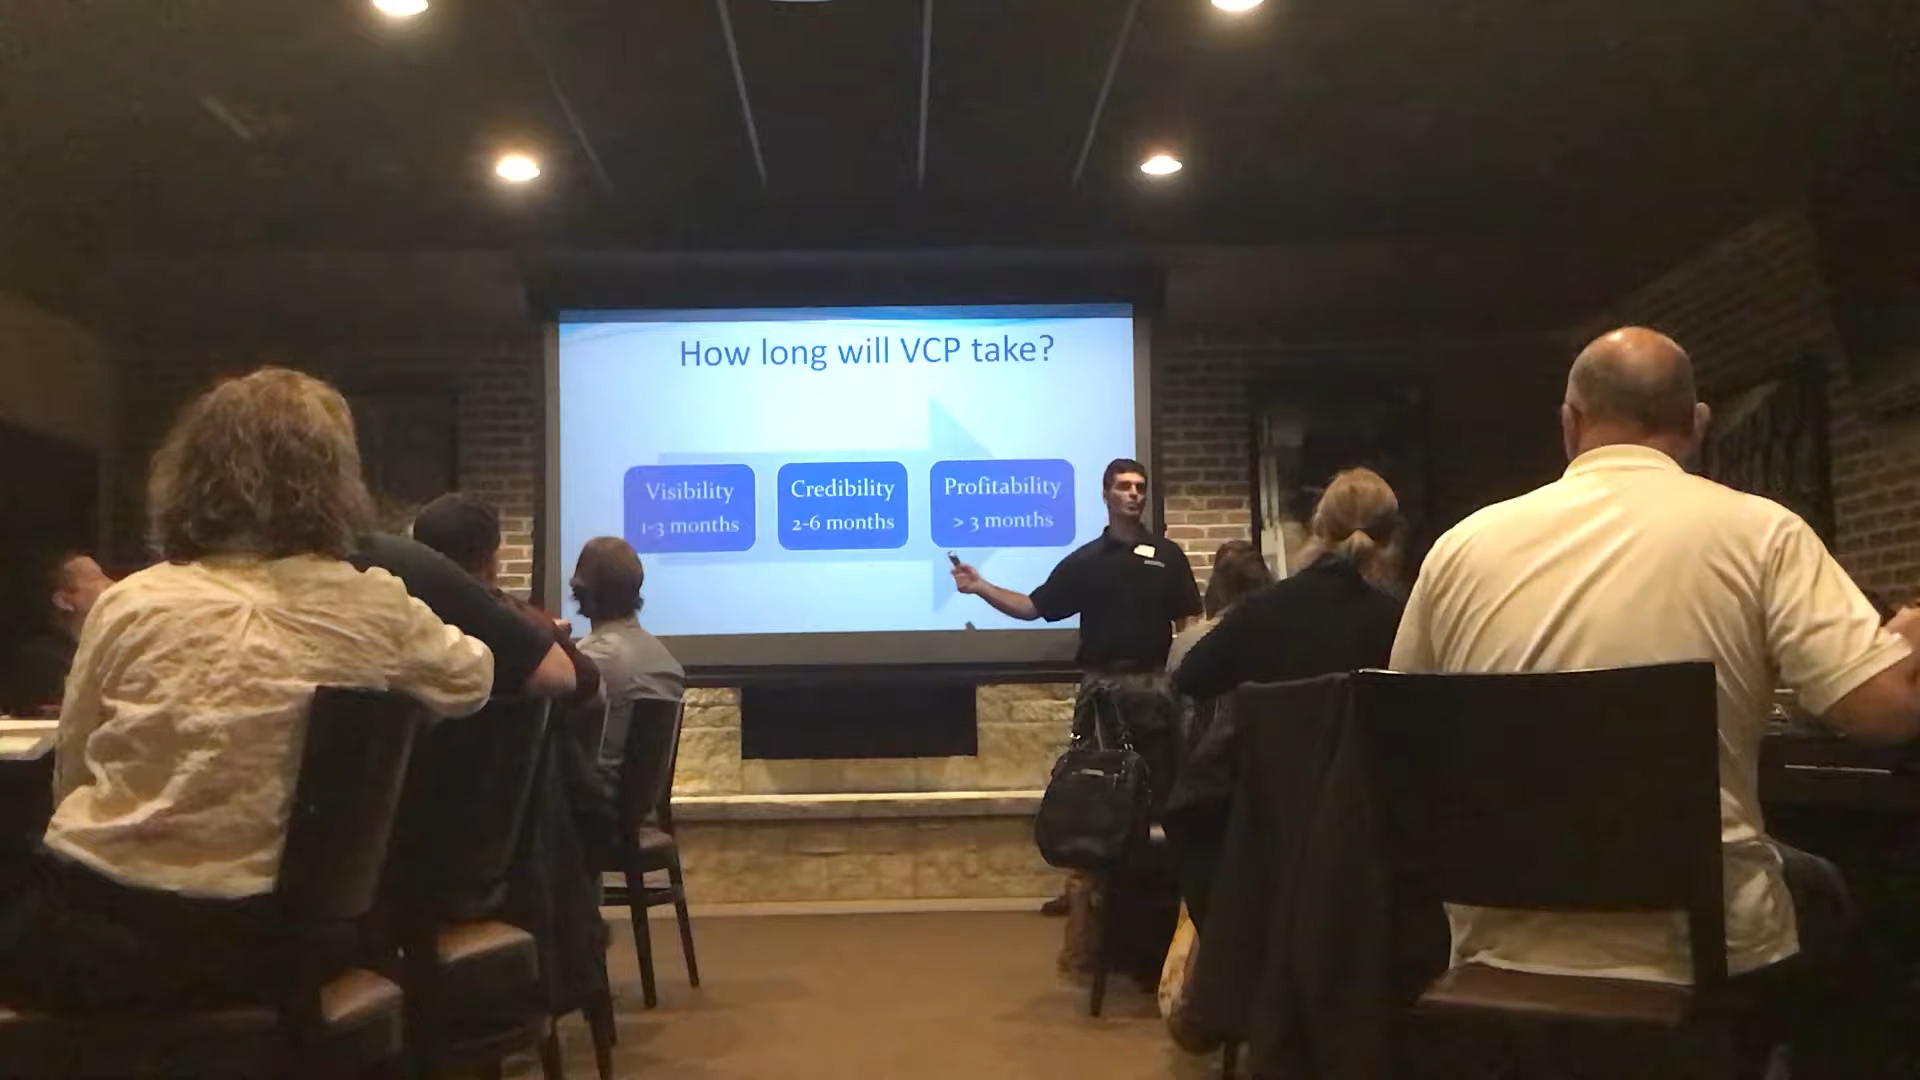 How long will VCP take?
Visibility
1-3 months
Credibility
2-6 months
Profitability
> 3 months